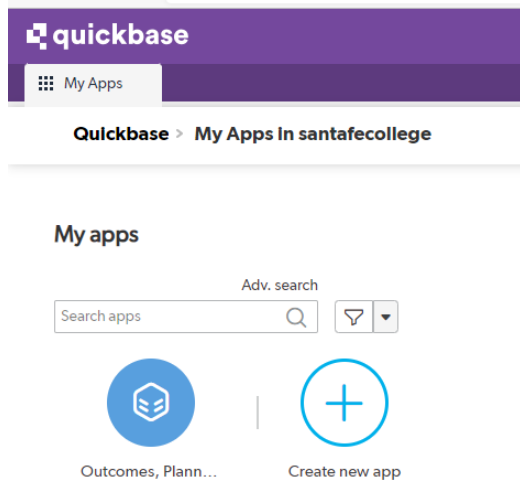 quickbase
My Apps
Quickbase > My Apps in santafecollege
My apps
Adv. search
Search apps
Outcomes, Plann... Create new app